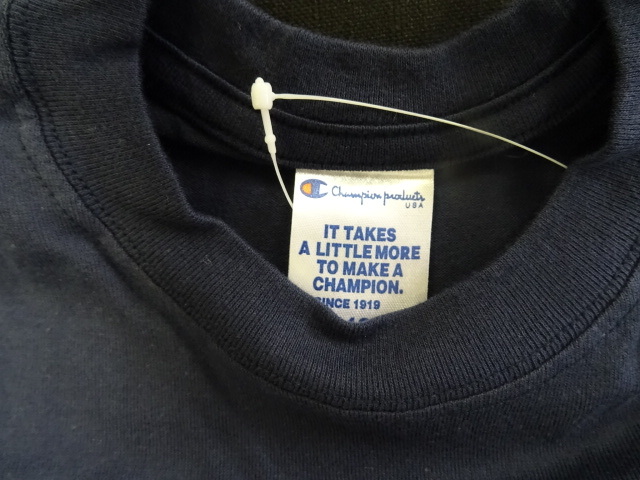 Champion products
USA
IT TAKES
A LITTLE MORE
TO MAKE A
CHAMPION.
SINCE 1919